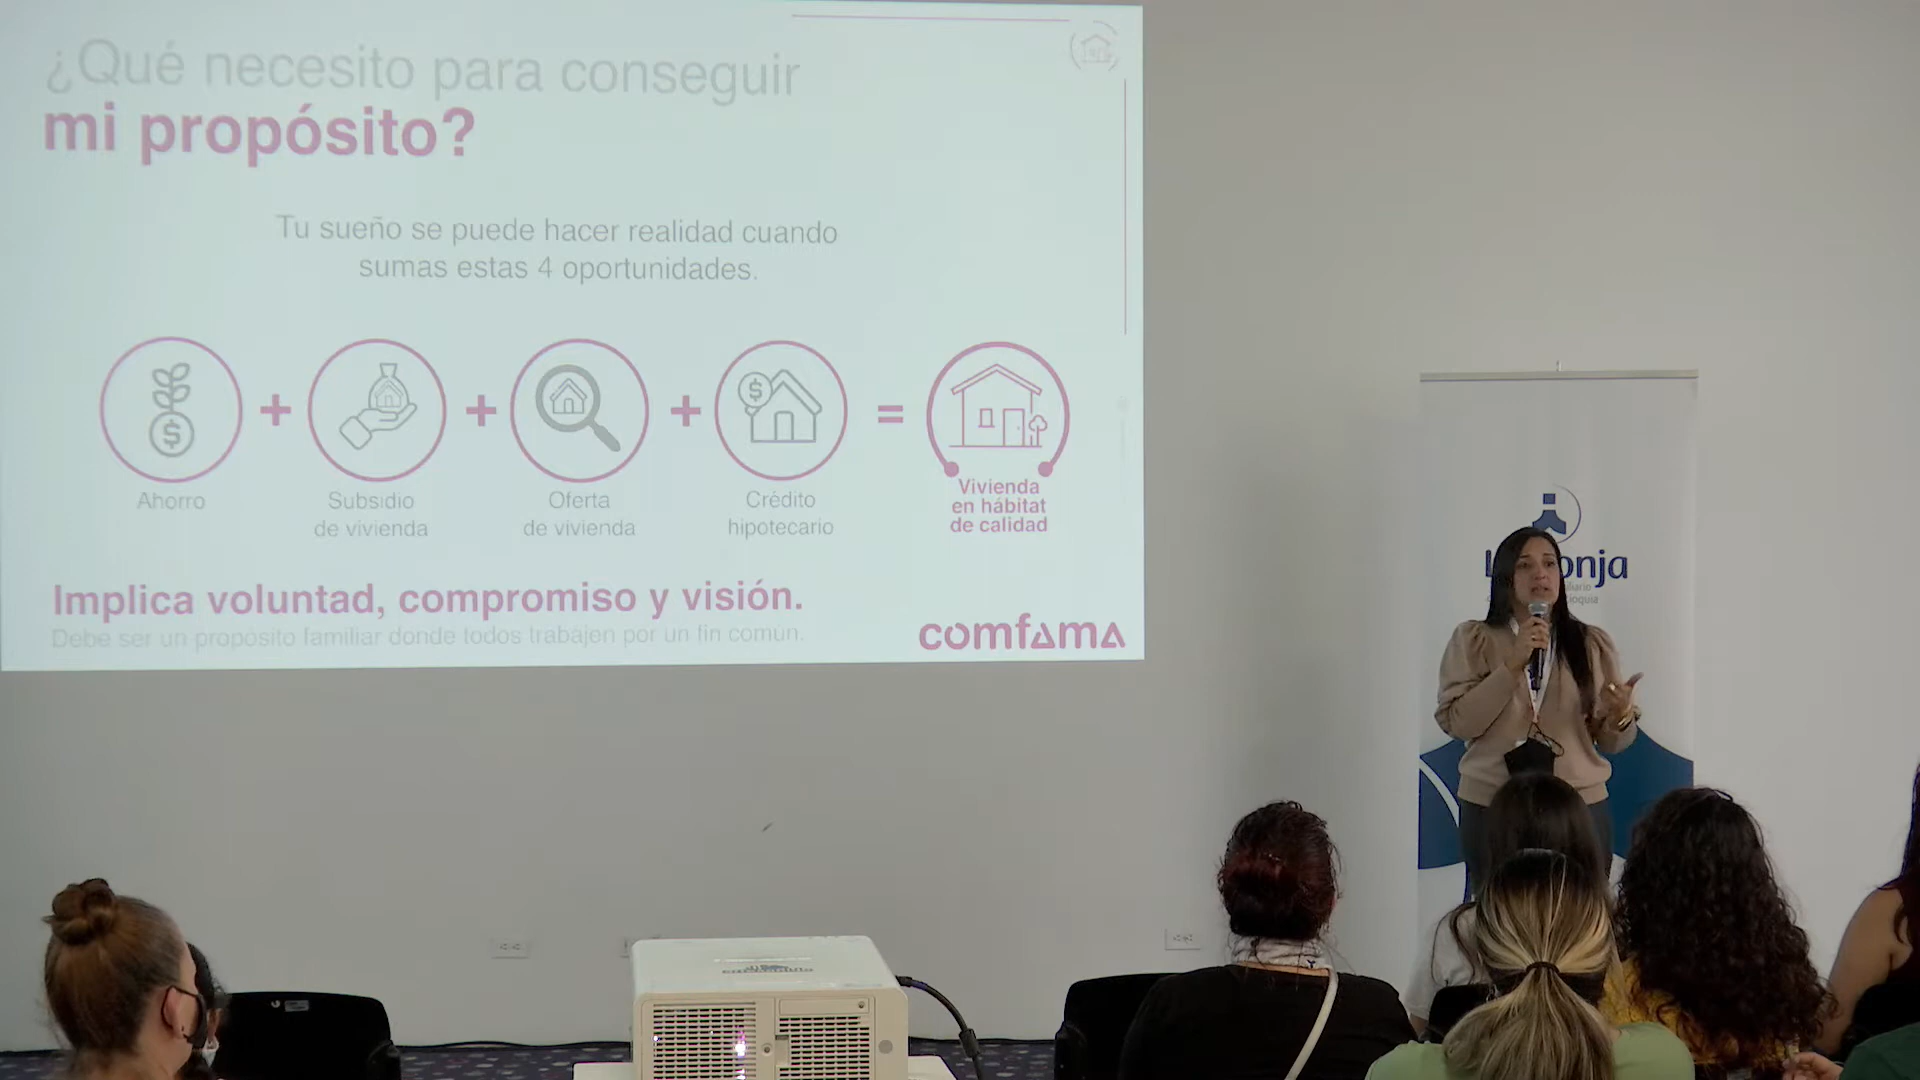 ¿Qué necesito para conseguir
mi propósito?
Tu sueño se puede hacer realidad cuando
sumas estas 4 oportunidades.
Ahorro
Subsidio
de vivienda
Oferta
de vivienda
Crédito
hipotecario
Vivienda
en hábitat
de calidad
Implica voluntad, compromiso y visión.
Debe ser un propósito familiar donde todos trabajen por un fin común.
comfama
onja